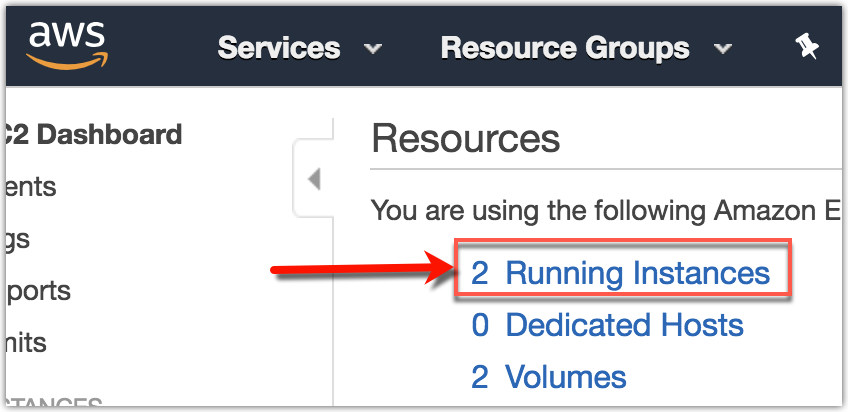 aws
Services
Resource Groups
C2 Dashboard
ents
gs
ports
mits
Resources
You are using the following Amazon E
2 Running Instances
0 Dedicated Hosts
2 Volumes